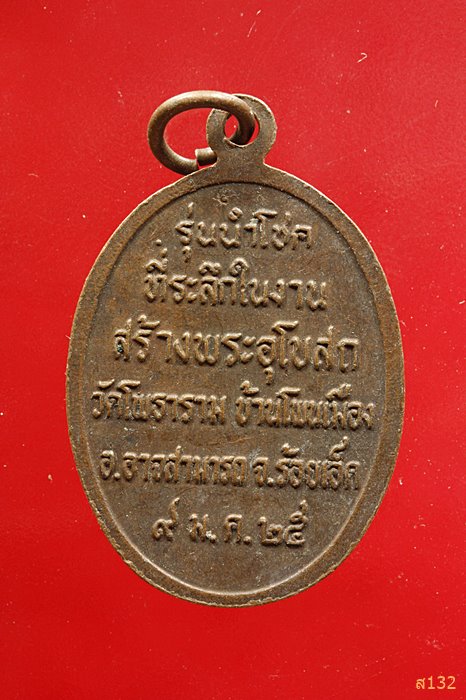 รุ่นนำโชค
ที่ระลึกในงาน
สร้างพระอุโบสถ
วัดโพธาราม บ้านโพนเมือง
อ.อาจสามารถ จ.ร้อยเอ็ด
๙ ม.ค.๒๕
ส132